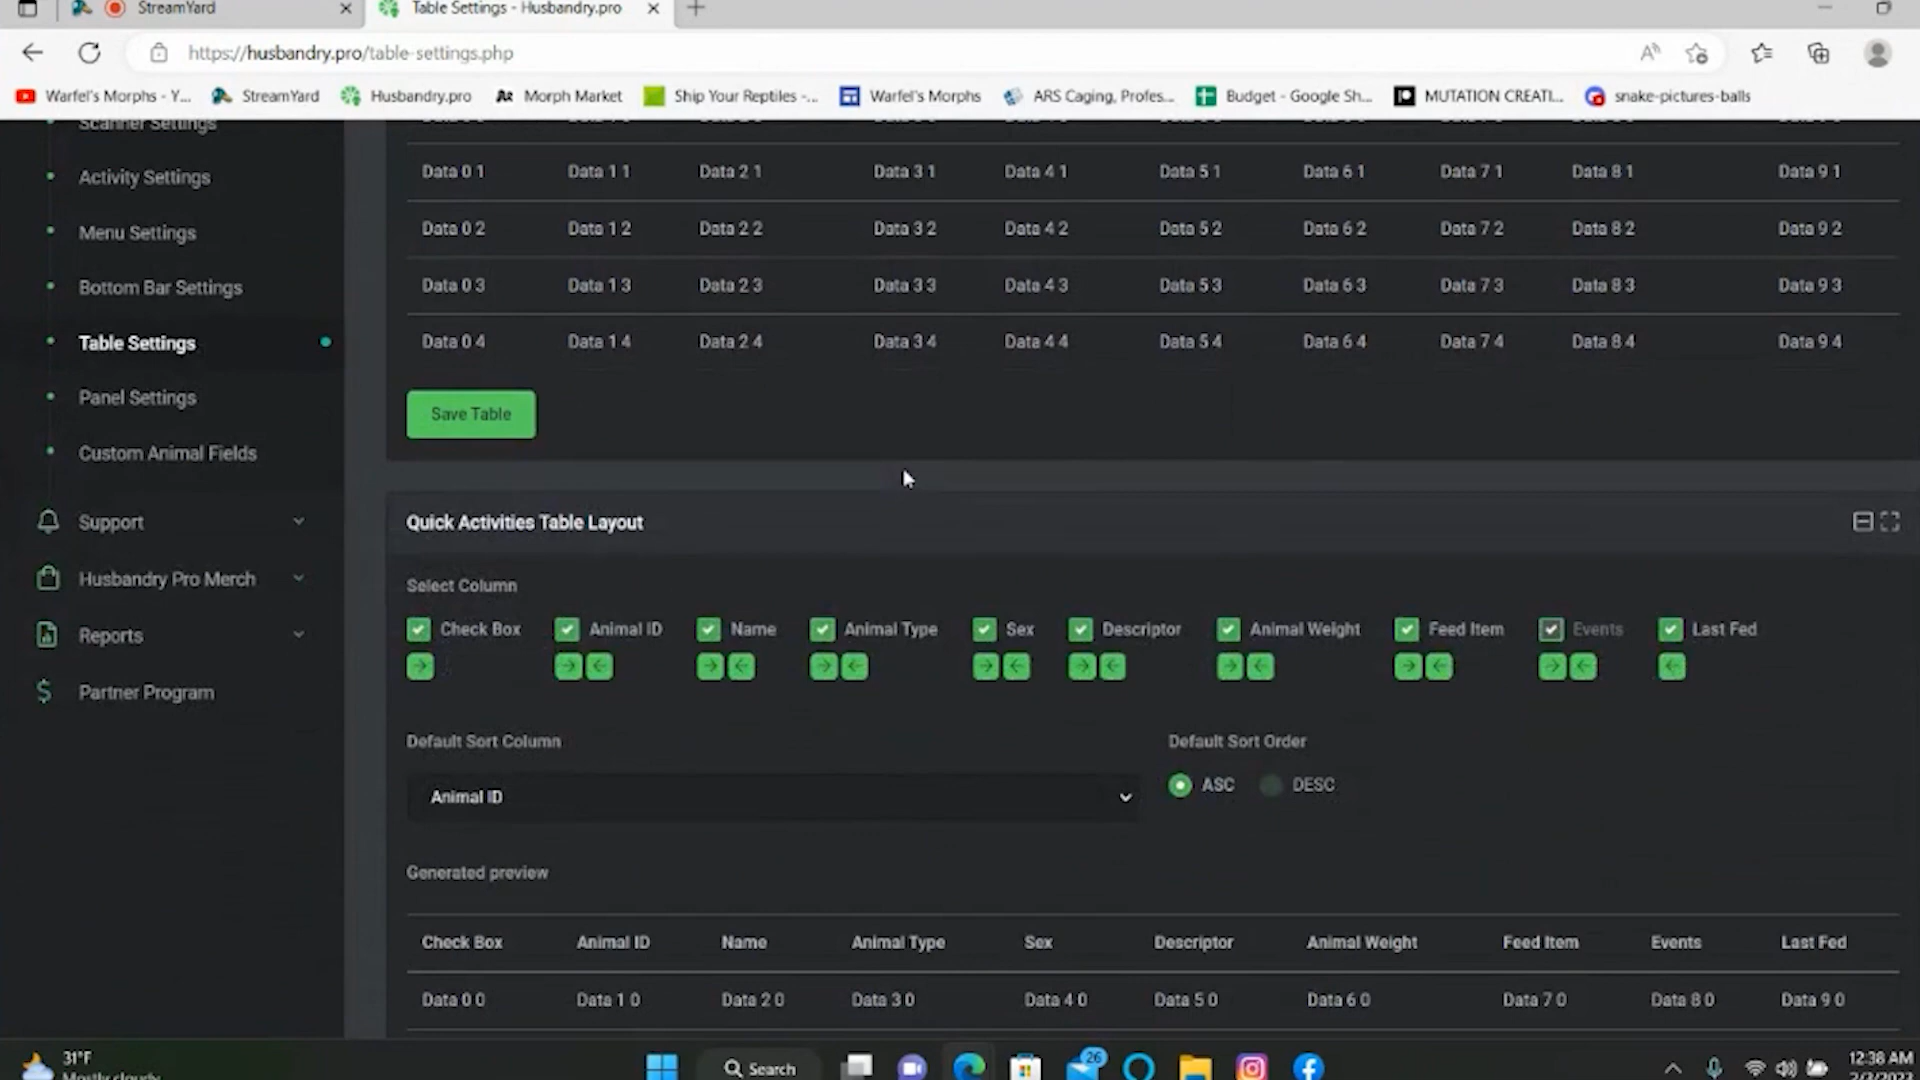 StreamYard
Table Settings - Husbandry.pro
https://husbandry.pro/table-settings.php
Warfel's Morphs - Y...
StreamYard
Husbandry.pro
Morph Market
Ship Your Reptiles -...
Warfel's Morphs
ARS Caging, Profes...
Budget - Google Sh...
MUTATION CREATI...
snake-pictures-balls
Scanner Settings
Activity Settings
Menu Settings
Bottom Bar Settings
Table Settings
Panel Settings
Custom Animal Fields
Support
Husbandry Pro Merch
Reports
Partner Program
Data 0 1 Data 1 1 Data 2 1 Data 3 1 Data 4 1 Data 5 1 Data 6 1 Data 7 1 Data 8 1 Data 9 1
Data 0 2 Data 1 2 Data 2 2 Data 3 2 Data 4 2 Data 5 2 Data 6 2 Data 7 2 Data 8 2 Data 9 2
Data 0 3 Data 1 3 Data 2 3 Data 3 3 Data 4 3 Data 5 3 Data 6 3 Data 7 3 Data 8 3 Data 9 3
Data 0 4 Data 1 4 Data 2 4 Data 3 4 Data 4 4 Data 5 4 Data 6 4 Data 7 4 Data 8 4 Data 9 4
Save Table
Quick Activities Table Layout
Select Column
Check Box Animal ID Name Animal Type Sex Descriptor Animal Weight Feed Item Events Last Fed
Default Sort Column
Default Sort Order
Animal ID
ASC DESC
Generated preview
Check Box Animal ID Name Animal Type Sex Descriptor Animal Weight Feed Item Events Last Fed
Data 0 0 Data 1 0 Data 2 0 Data 3 0 Data 4 0 Data 5 0 Data 6 0 Data 7 0 Data 8 0 Data 9 0
31°F
Mostly cloudy
Search
26
12:38 AM
2/3/2023